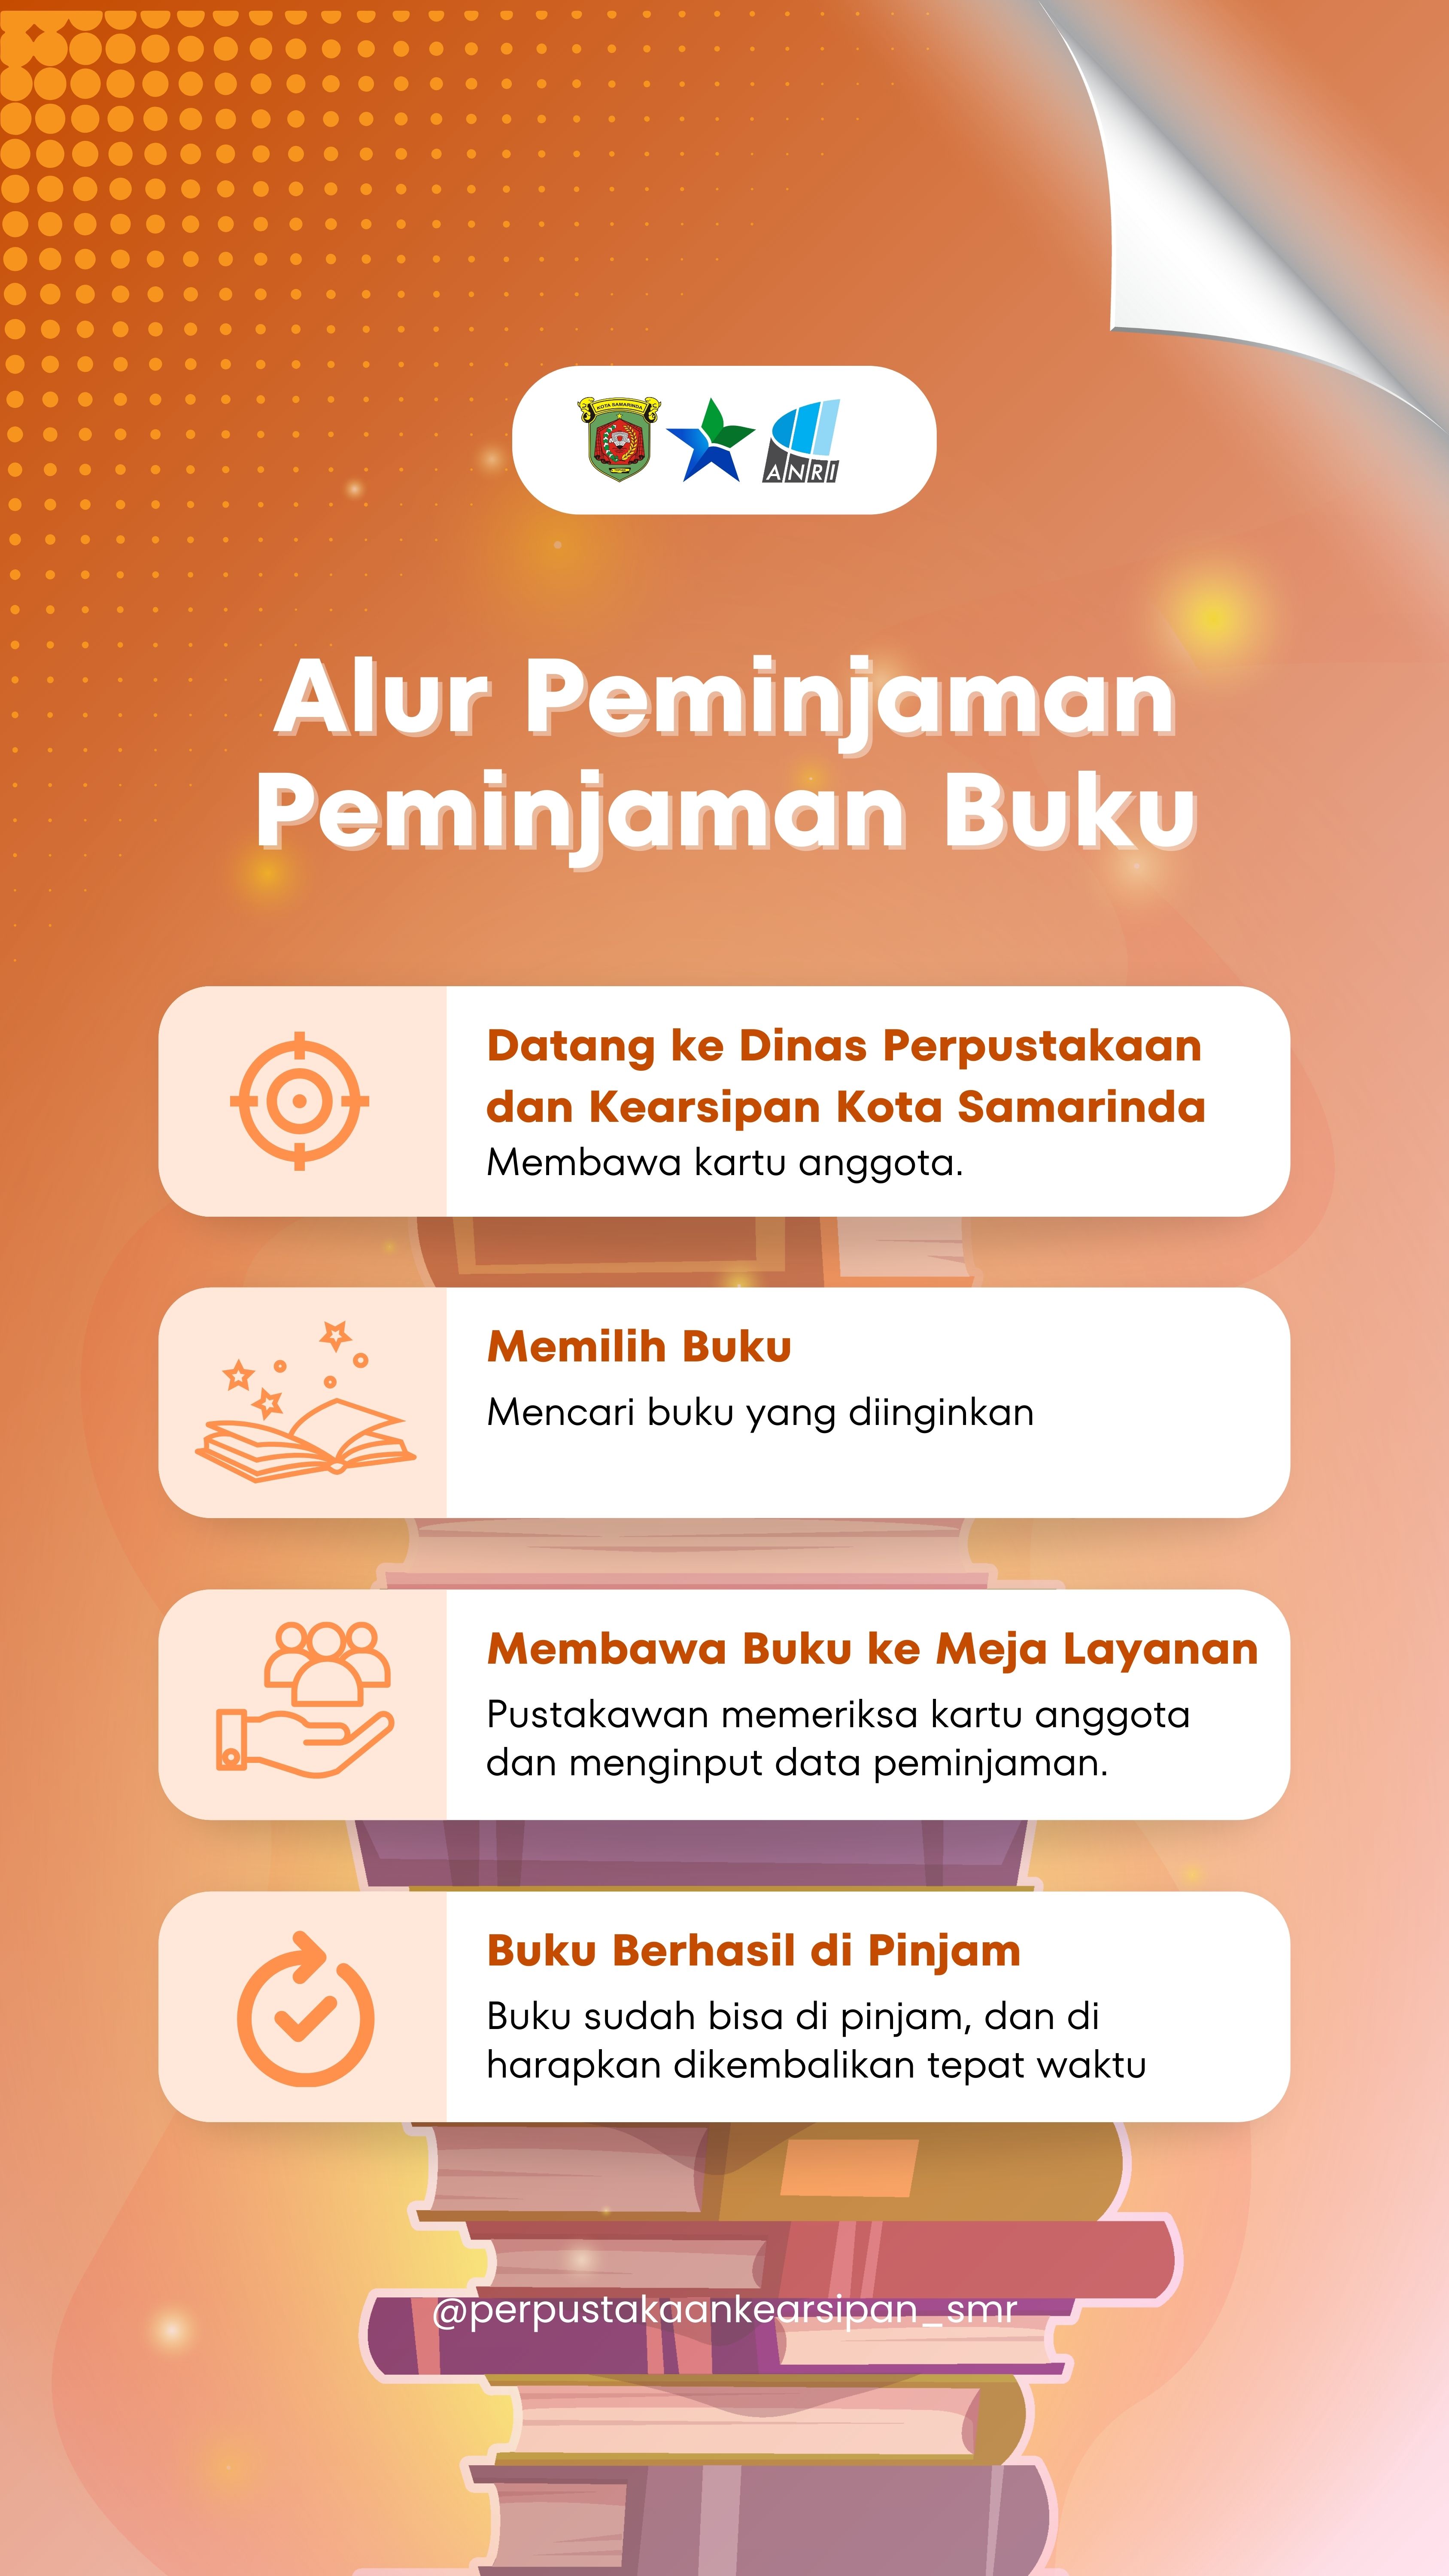 KOTA SAMARINDA
ANRI
Alur Peminjaman
Peminjaman Buku
Datang ke Dinas Perpustakaan
dan Kearsipan Kota Samarinda
Membawa kartu anggota.
Memilih Buku
Mencari buku yang diinginkan
Membawa Buku ke Meja Layanan
Pustakawan memeriksa kartu anggota
dan menginput data peminjaman.
Buku Berhasil di Pinjam
Buku sudah bisa di pinjam, dan di
harapkan dikembalikan tepat waktu
@perpustakaankearsipan_smr